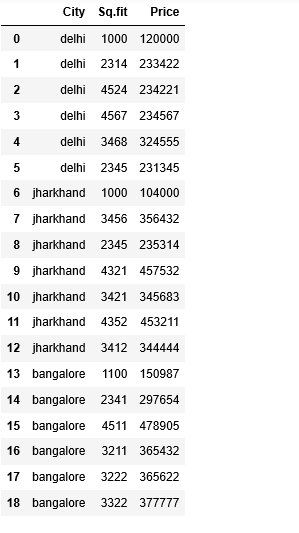 City Sq.fit Price
0 delhi 1000 120000
1 delhi 2314 233422
2 delhi 4524 234221
3 delhi 4567 234567
4 delhi 3468 324555
5 delhi 2345 231345
6 jharkhand 1000 104000
7 jharkhand 3456 356432
8 jharkhand 2345 235314
9 jharkhand 4321 457532
10 jharkhand 3421 345683
11 jharkhand 4352 453211
12 jharkhand 3412 344444
13 bangalore 1100 150987
14 bangalore 2341 297654
15 bangalore 4511 478905
16 bangalore 3211 365432
17 bangalore 3222 365622
18 bangalore 3322 377777